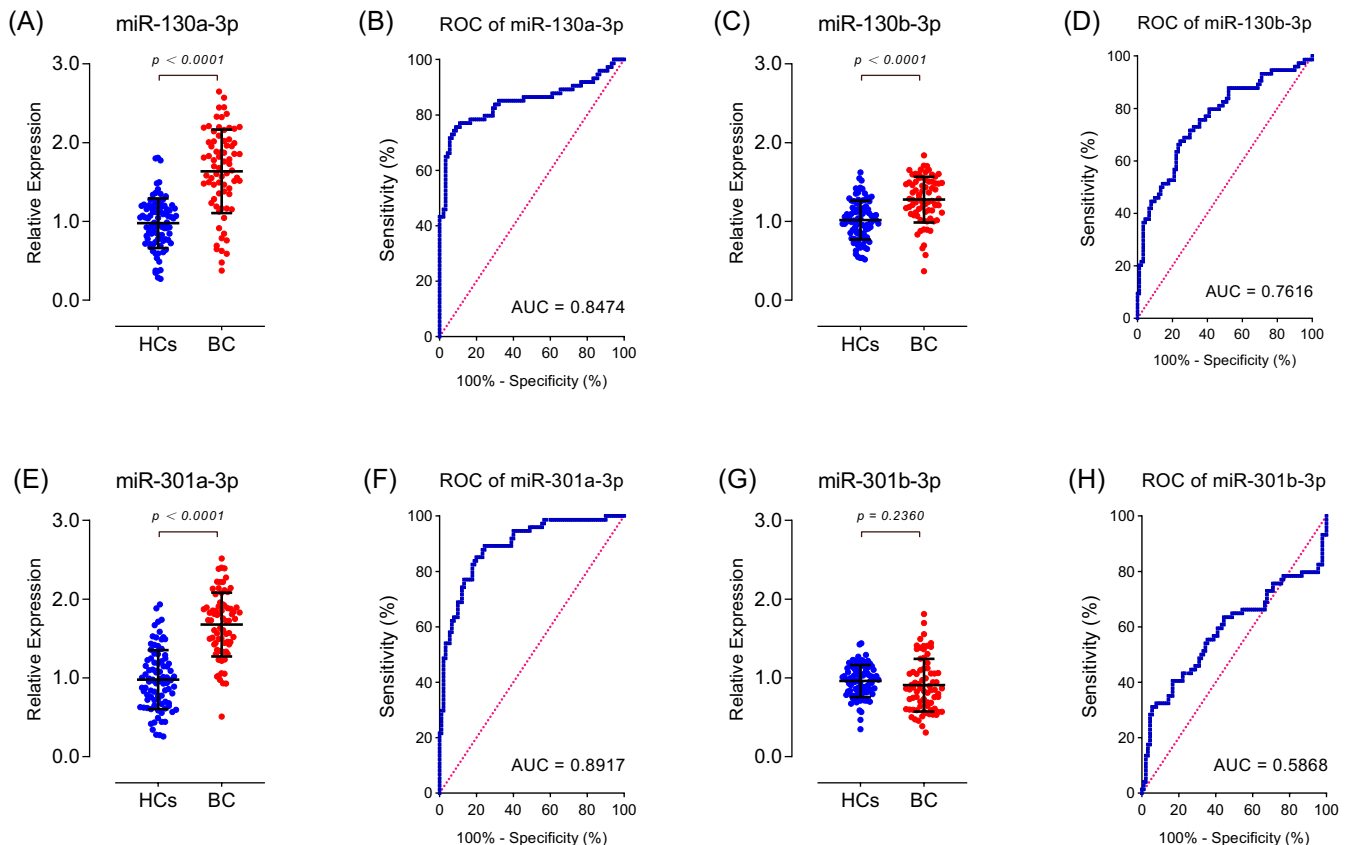 (A)
miR-130a-3p
p < 0.0001
Relative Expression
3.0
2.0
1.0
0.0
HCs
BC
(B)
ROC of miR-130a-3p
Sensitivity (%)
100
80
60
40
20
0
AUC = 0.8474
0 20 40 60 80 100
100% - Specificity (%)
(C)
miR-130b-3p
p < 0.0001
Relative Expression
3.0
2.0
1.0
0.0
HCs
BC
(D)
ROC of miR-130b-3p
Sensitivity (%)
100
80
60
40
20
0
AUC = 0.7616
0 20 40 60 80 100
100% - Specificity (%)
(E)
miR-301a-3p
p < 0.0001
Relative Expression
3.0
2.0
1.0
0.0
HCs
BC
(F)
ROC of miR-301a-3p
Sensitivity (%)
100
80
60
40
20
0
AUC = 0.8917
0 20 40 60 80 100
100% - Specificity (%)
(G)
miR-301b-3p
p = 0.2360
Relative Expression
3.0
2.0
1.0
0.0
HCs
BC
(H)
ROC of miR-301b-3p
Sensitivity (%)
100
80
60
40
20
0
AUC = 0.5868
0 20 40 60 80 100
100% - Specificity (%)